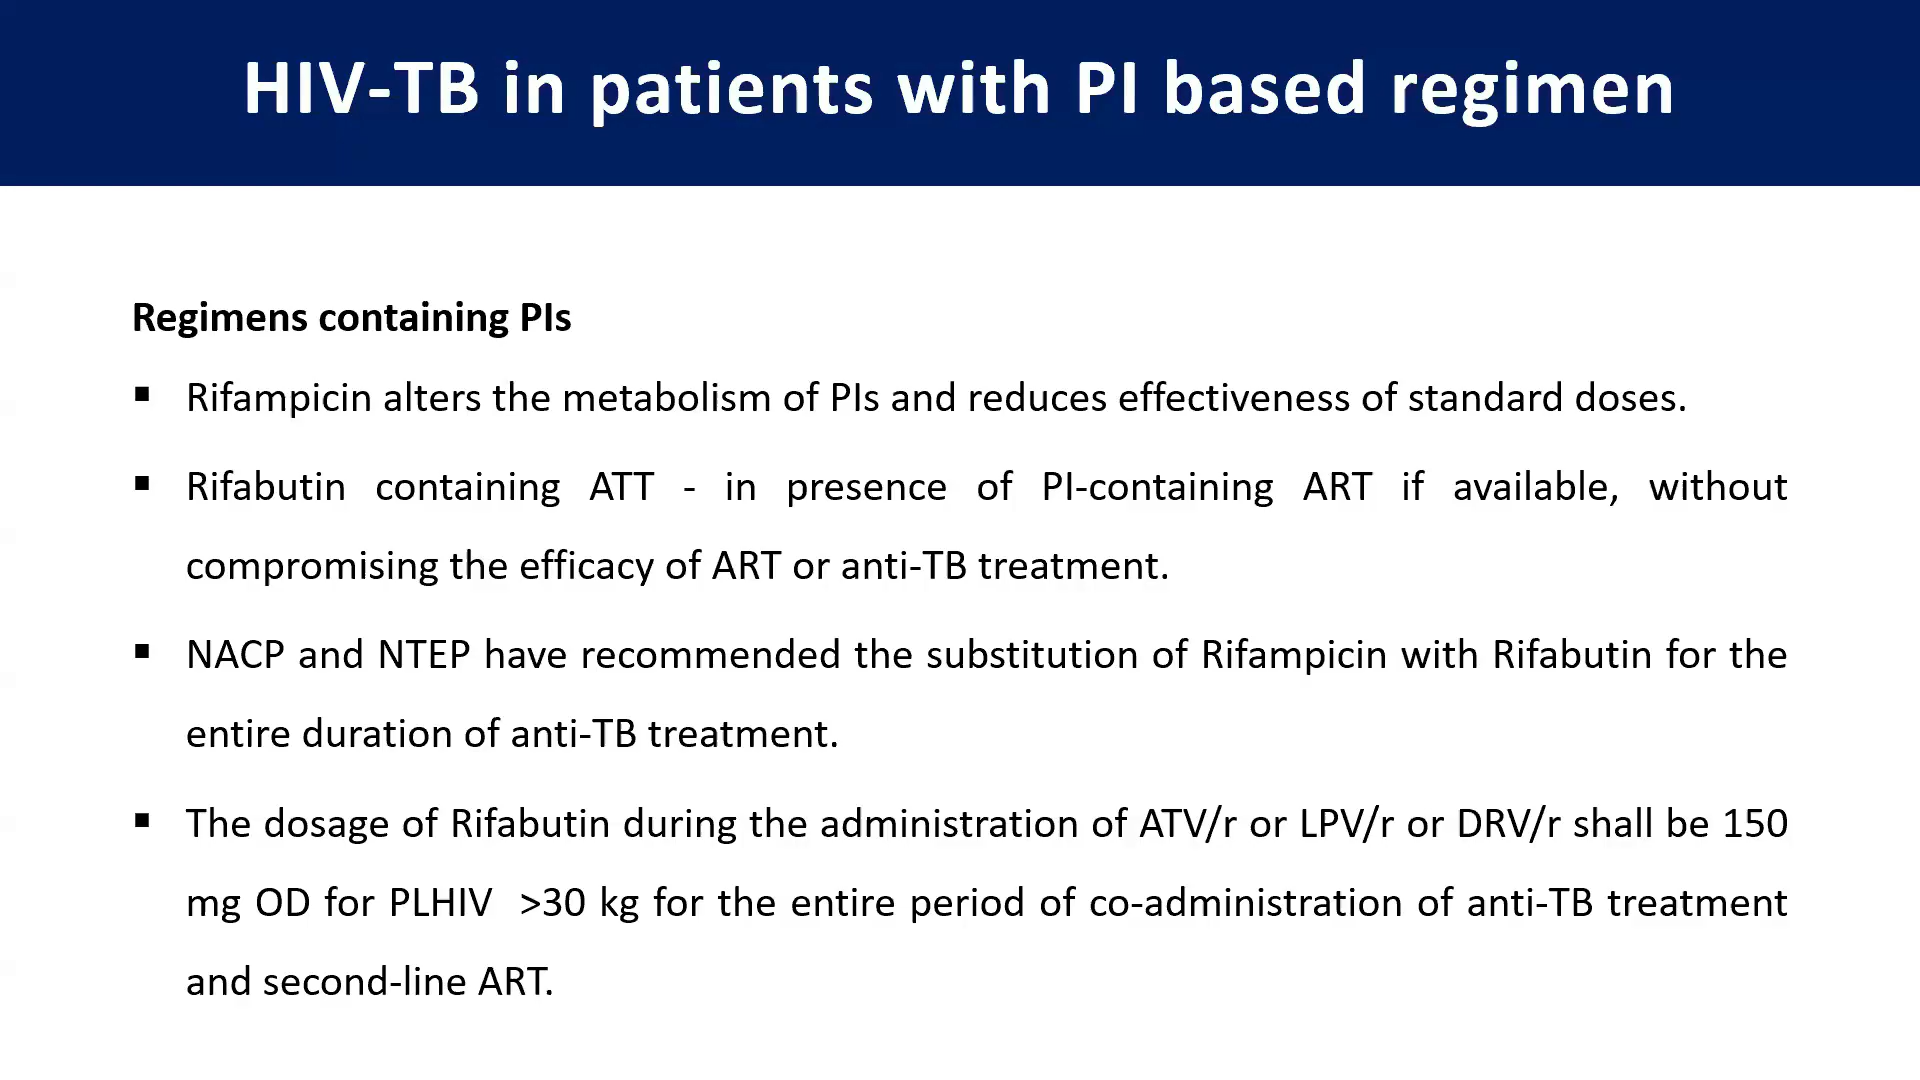 HIV-TB in patients with PI based regimen
Regimens containing PIs
▪ Rifampicin alters the metabolism of PIs and reduces effectiveness of standard doses.
▪ Rifabutin containing ATT - in presence of PI-containing ART if available, without
compromising the efficacy of ART or anti-TB treatment.
▪ NACP and NTEP have recommended the substitution of Rifampicin with Rifabutin for the
entire duration of anti-TB treatment.
▪ The dosage of Rifabutin during the administration of ATV/r or LPV/r or DRV/r shall be 150
mg OD for PLHIV >30 kg for the entire period of co-administration of anti-TB treatment
and second-line ART.